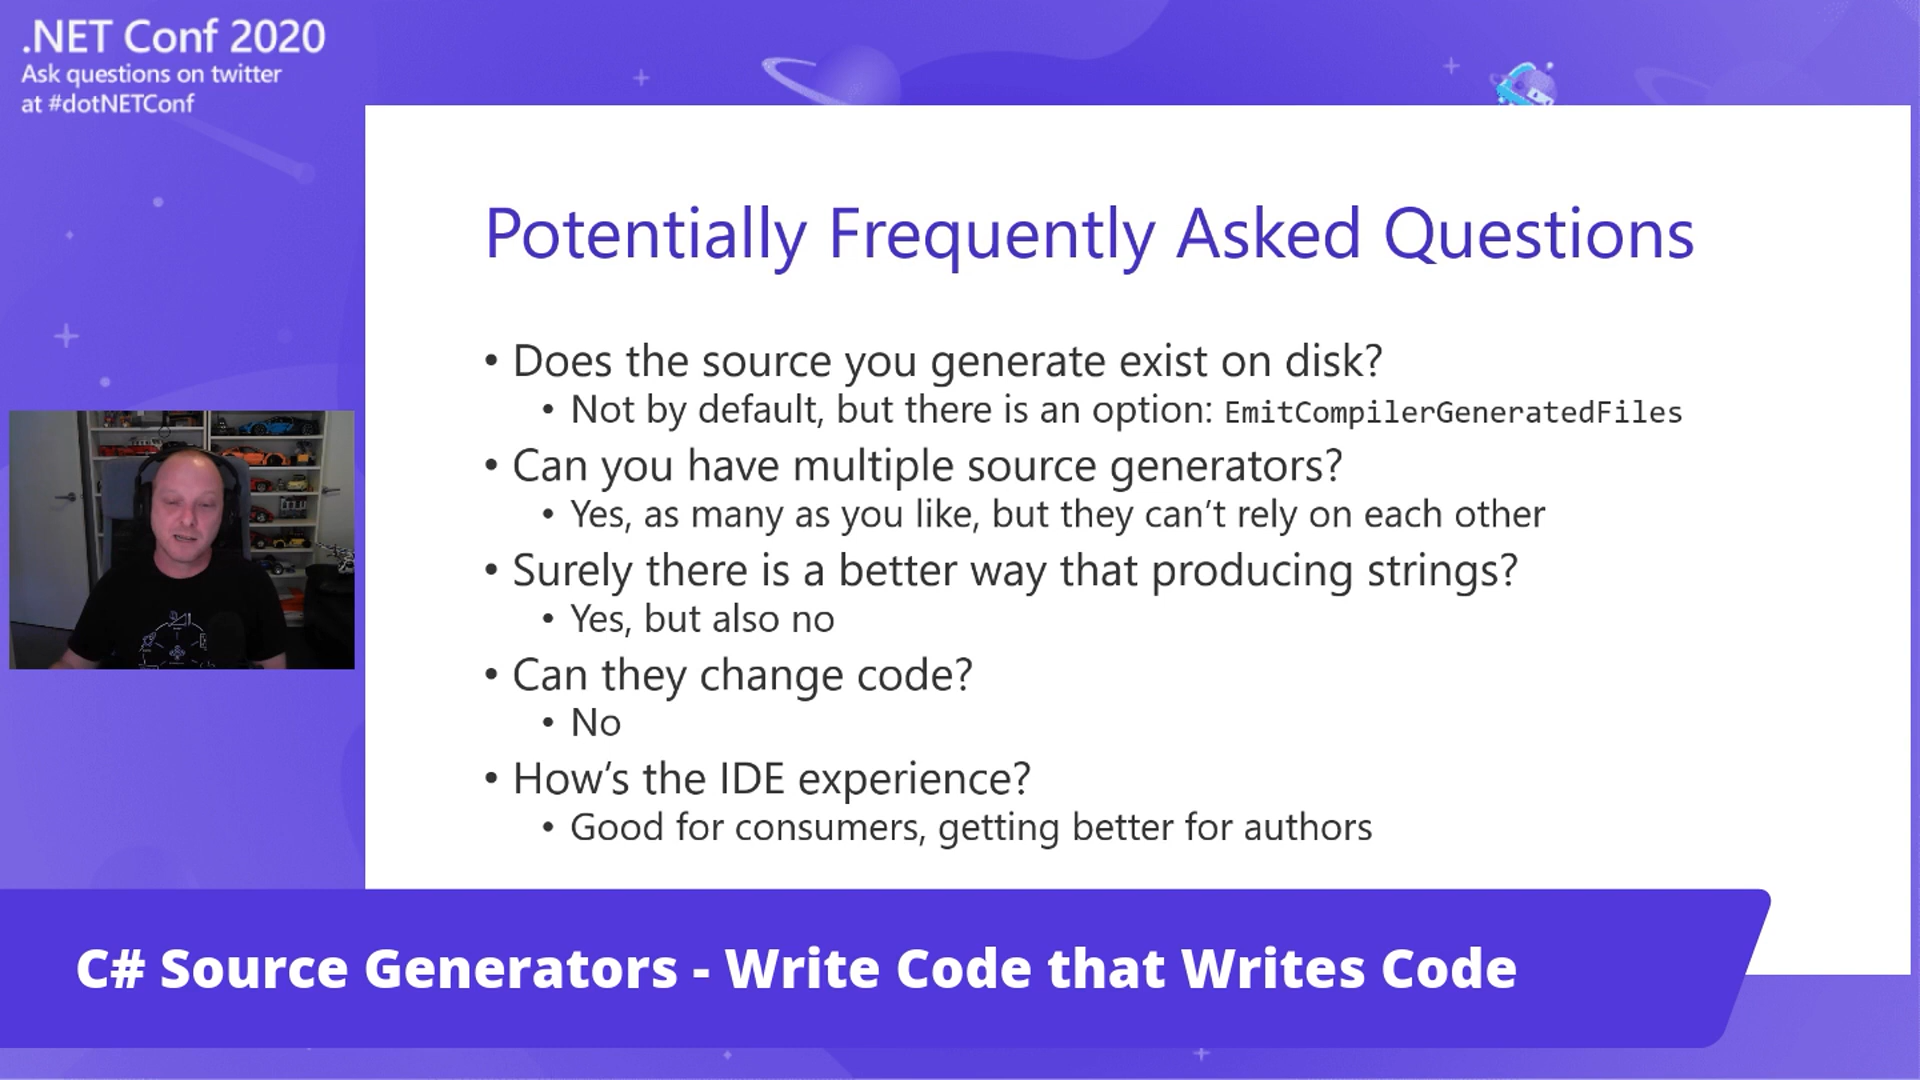 .NET Conf 2020
Ask questions on twitter
at #dotNETConf
Potentially Frequently Asked Questions
• Does the source you generate exist on disk?
• Not by default, but there is an option: EmitCompilerGeneratedFiles
• Can you have multiple source generators?
• Yes, as many as you like, but they can’t rely on each other
• Surely there is a better way that producing strings?
• Yes, but also no
• Can they change code?
• No
• How’s the IDE experience?
• Good for consumers, getting better for authors
C# Source Generators - Write Code that Writes Code